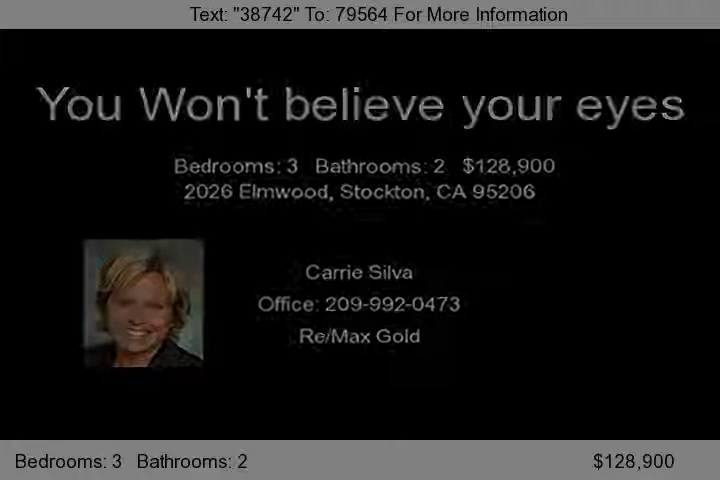 Text: "38742" To: 79564 For More Information
You Won't believe your eyes
Bedrooms: 3 Bathrooms: 2 $128,900
2026 Elmwood, Stockton, CA 95206
Carrie Silva
Office: 209-992-0473
Re/Max Gold
Bedrooms: 3 Bathrooms: 2 $128,900